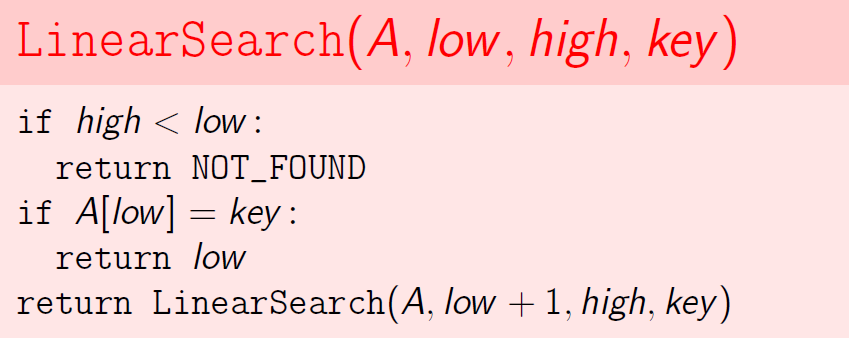 LinearSearch(A, low, high, key)
if high < low:
return NOT_FOUND
if A[low] = key:
return low
return LinearSearch(A, low + 1, high, key)